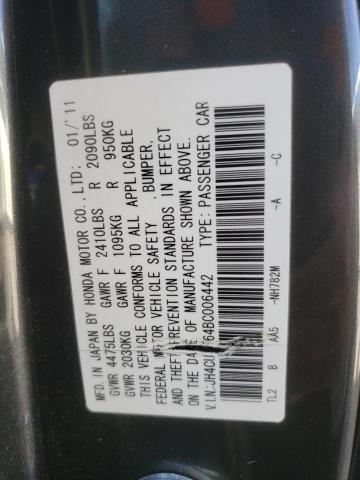 MFD. IN JAPAN BY HONDA MOTOR CO., LTD: 01/'11
GVWR 4475LBS GAWR F 2410LBS R 2090LBS
GVWR 2030KG GAWR F 1095KG R 950KG
THIS VEHICLE CONFORMS TO ALL APPLICABLE
FEDERAL MOTOR VEHICLE SAFETY , BUMPER,
AND THEFT PREVENTION STANDARDS IN EFFECT
ON THE DATE OF MANUFACTURE SHOWN ABOVE.
V.I.N.: 64BC006442 TYPE: PASSENGER CAR
TL2 B AA5 -NH782M -A -C